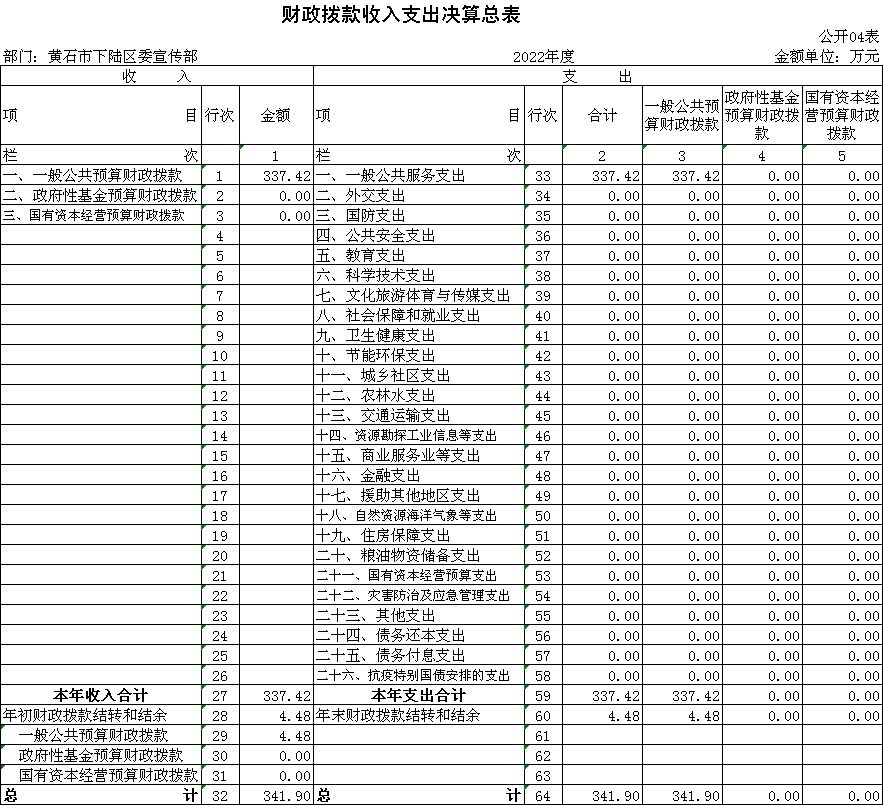 财政拨款收入支出决算总表
公开04表
部门：黄石市下陆区委宣传部 2022年度 金额单位：万元
收 入 支 出
项 目 行次 金额 项 目 行次 合计 一般公共预算财政拨款 政府性基金预算财政拨款 国有资本经营预算财政拨款
栏 次 1 栏 次 2 3 4 5
一、一般公共预算财政拨款 1 337.42 一、一般公共服务支出 33 337.42 337.42 0.00 0.00
二、政府性基金预算财政拨款 2 0.00 二、外交支出 34 0.00 0.00 0.00 0.00
三、国有资本经营预算财政拨款 3 0.00 三、国防支出 35 0.00 0.00 0.00 0.00
4 四、公共安全支出 36 0.00 0.00 0.00 0.00
5 五、教育支出 37 0.00 0.00 0.00 0.00
6 六、科学技术支出 38 0.00 0.00 0.00 0.00
7 七、文化旅游体育与传媒支出 39 0.00 0.00 0.00 0.00
8 八、社会保障和就业支出 40 0.00 0.00 0.00 0.00
9 九、卫生健康支出 41 0.00 0.00 0.00 0.00
10 十、节能环保支出 42 0.00 0.00 0.00 0.00
11 十一、城乡社区支出 43 0.00 0.00 0.00 0.00
12 十二、农林水支出 44 0.00 0.00 0.00 0.00
13 十三、交通运输支出 45 0.00 0.00 0.00 0.00
14 十四、资源勘探工业信息等支出 46 0.00 0.00 0.00 0.00
15 十五、商业服务业等支出 47 0.00 0.00 0.00 0.00
16 十六、金融支出 48 0.00 0.00 0.00 0.00
17 十七、援助其他地区支出 49 0.00 0.00 0.00 0.00
18 十八、自然资源海洋气象等支出 50 0.00 0.00 0.00 0.00
19 十九、住房保障支出 51 0.00 0.00 0.00 0.00
20 二十、粮油物资储备支出 52 0.00 0.00 0.00 0.00
21 二十一、国有资本经营预算支出 53 0.00 0.00 0.00 0.00
22 二十二、灾害防治及应急管理支出 54 0.00 0.00 0.00 0.00
23 二十三、其他支出 55 0.00 0.00 0.00 0.00
24 二十四、债务还本支出 56 0.00 0.00 0.00 0.00
25 二十五、债务付息支出 57 0.00 0.00 0.00 0.00
26 二十六、抗疫特别国债安排的支出 58 0.00 0.00 0.00 0.00
本年收入合计 27 337.42 本年支出合计 59 337.42 337.42 0.00 0.00
年初财政拨款结转和结余 28 4.48 年末财政拨款结转和结余 60 4.48 4.48 0.00 0.00
一般公共预算财政拨款 29 4.48 61
政府性基金预算财政拨款 30 0.00 62
国有资本经营预算财政拨款 31 0.00 63
总 计 32 341.90 总 计 64 341.90 341.90 0.00 0.00